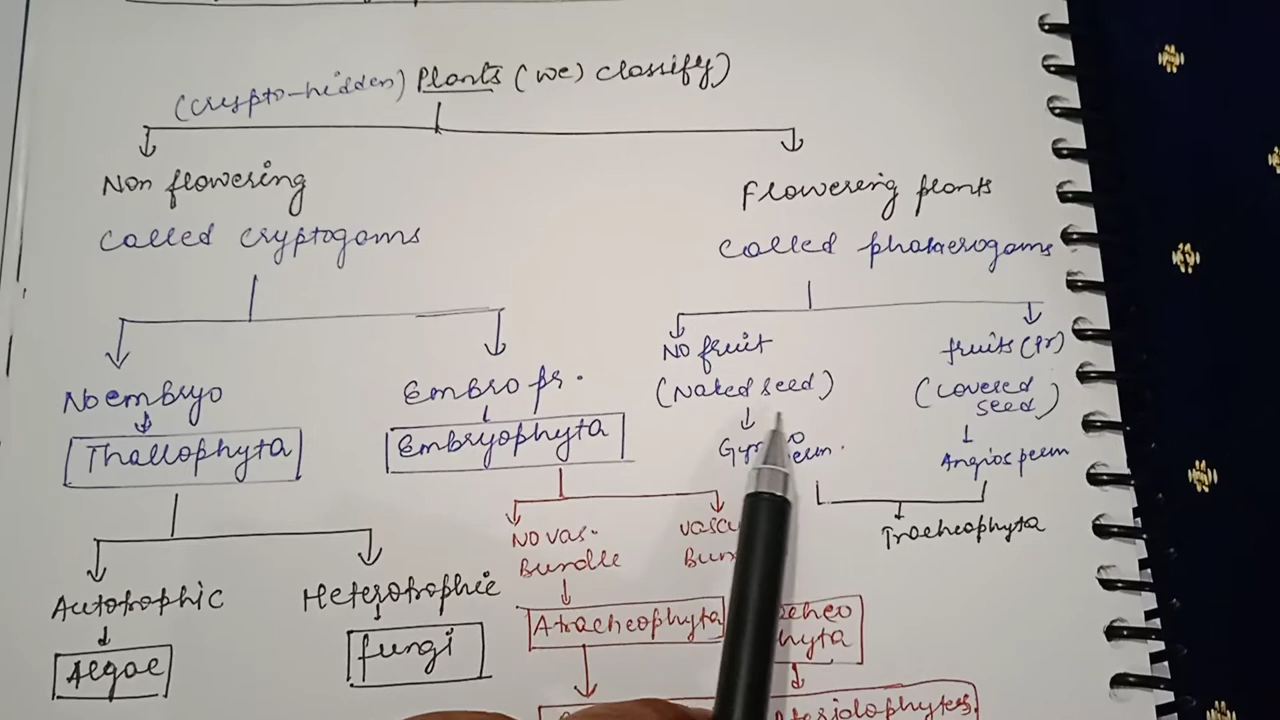 (crypto-hidden) Plants (we) classify)
Non flowering
called cryptogams
Flowering plants
called phanerogams
No embryo
Thallophyta
Embro pr.
Embryophyta
No fruit
(Naked seed)
fruits (pr)
(covered
seed)
Angiosperm
Tracheophyta
Autotrophic
Algae
Heterotrophic
fungi
No vas.
Bundle
Atracheophyta